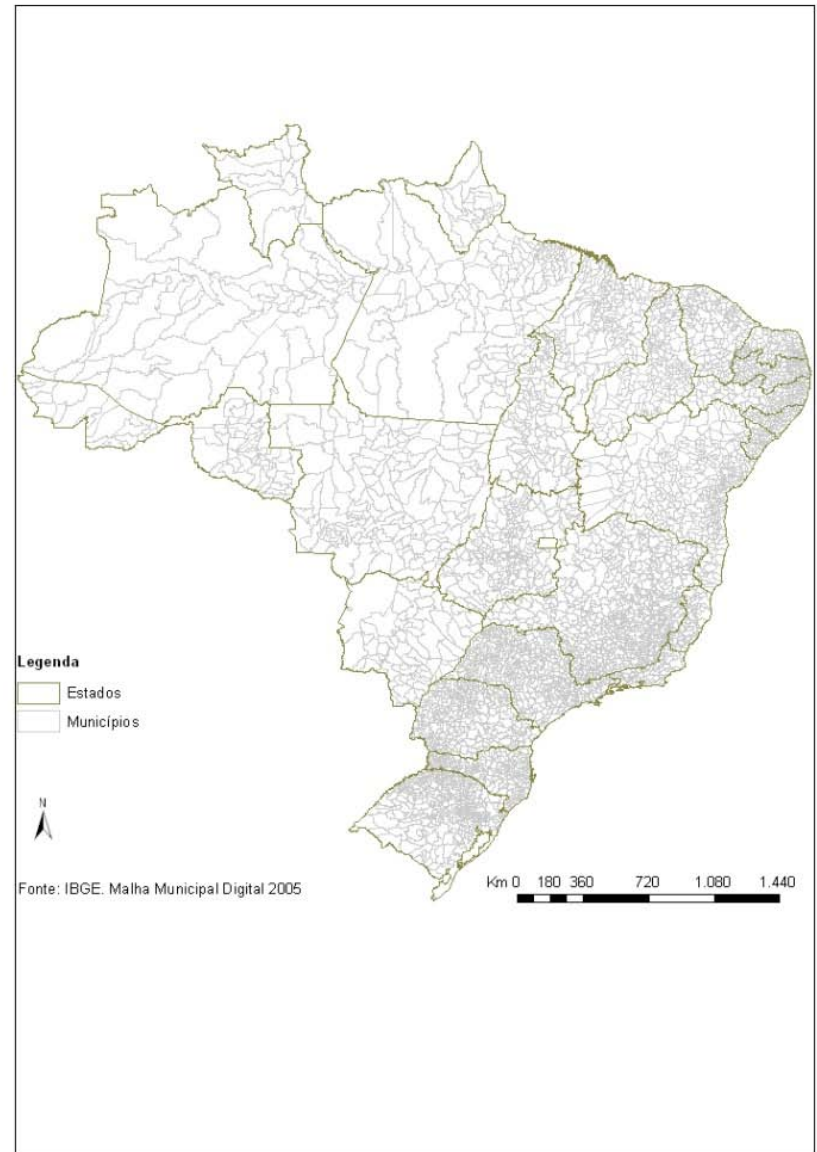 Legenda
Estados
Municípios
N
Fonte: IBGE. Malha Municipal Digital 2005
Km 0 180 360 720 1.080 1.440